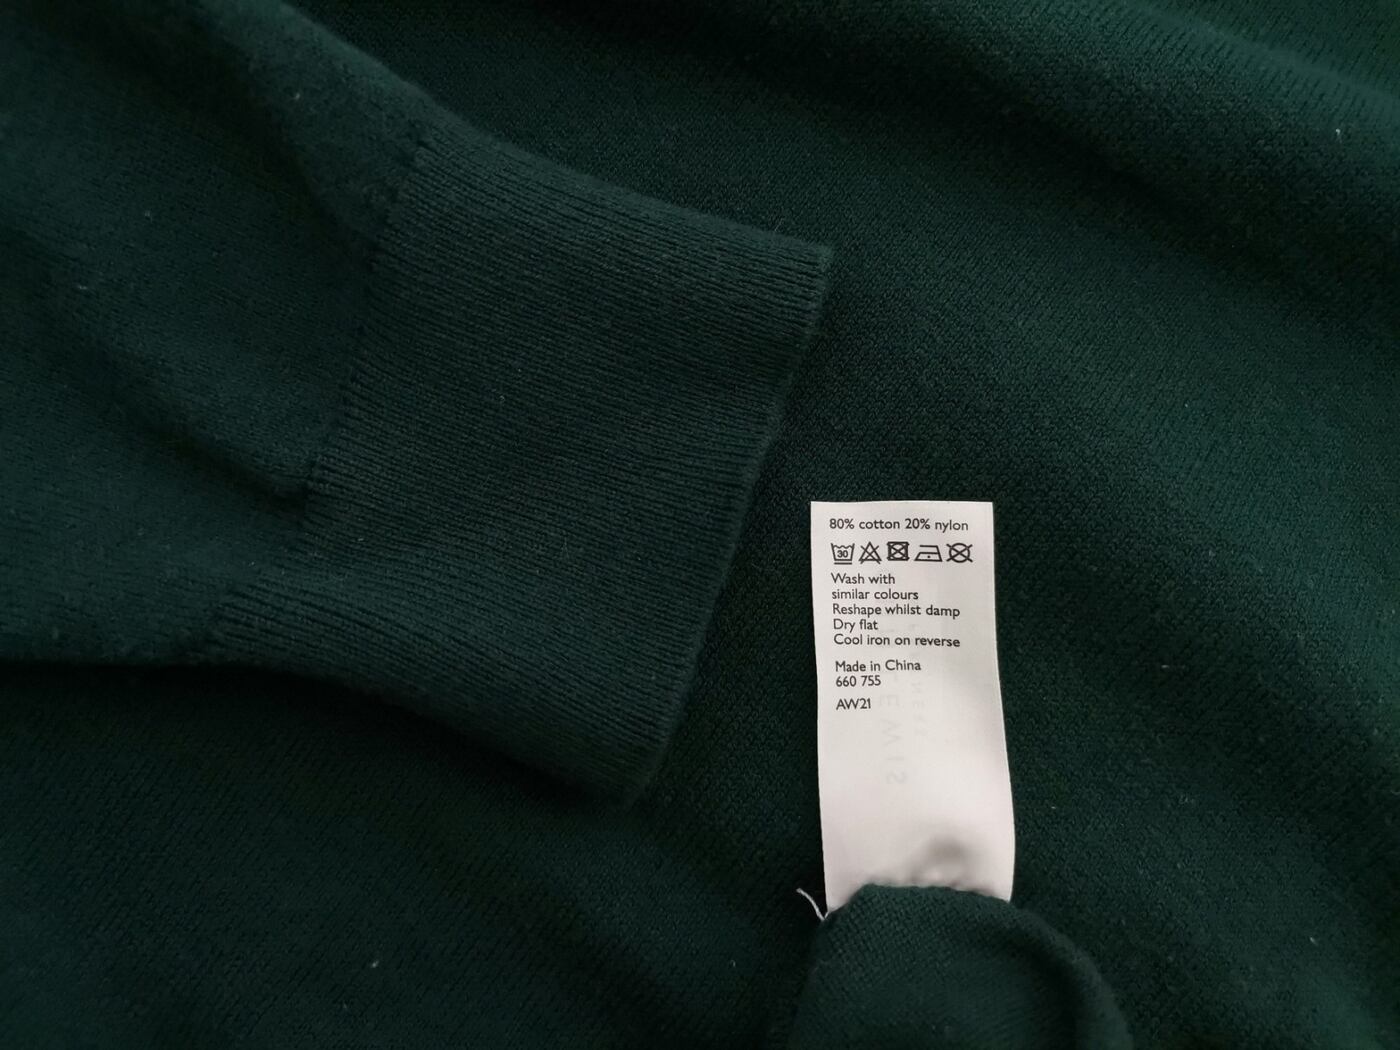 80% cotton 20% nylon
30
Wash with
similar colours
Reshape whilst damp
Dry flat
Cool iron on reverse
Made in China
660 755
AW21